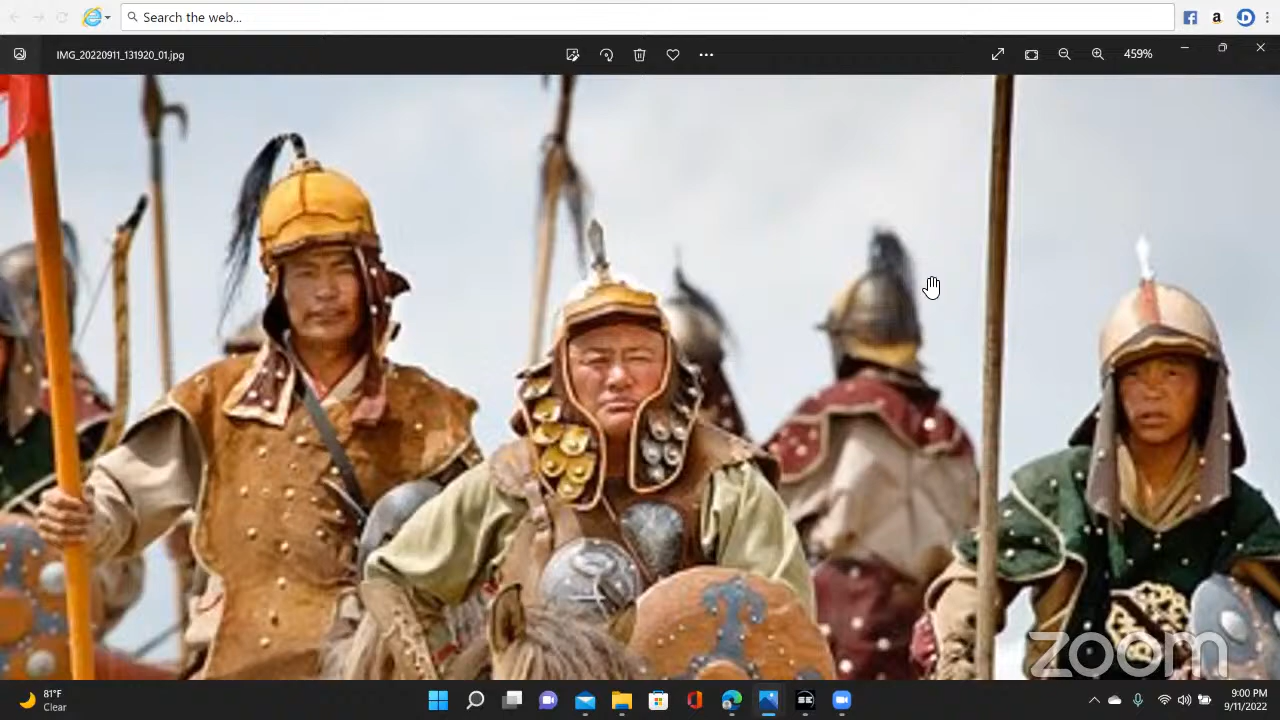 Search the web...
IMG_20220911_131920_01.jpg
459%
zoom
81°F
Clear
9:00 PM
9/11/2022